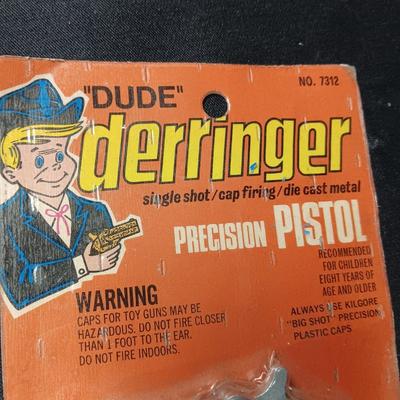 NO. 7312
"DUDE"
derringer
single shot/cap firing/die cast metal
PRECISION PISTOL
RECOMMENDED
FOR CHILDREN
EIGHT YEARS OF
AGE AND OLDER
WARNING
CAPS FOR TOY GUNS MAY BE
HAZARDOUS. DO NOT FIRE CLOSER
THAN 1 FOOT TO THE EAR.
DO NOT FIRE INDOORS.
ALWAYS USE KILGORE
"BIG SHOT" PRECISION
PLASTIC CAPS